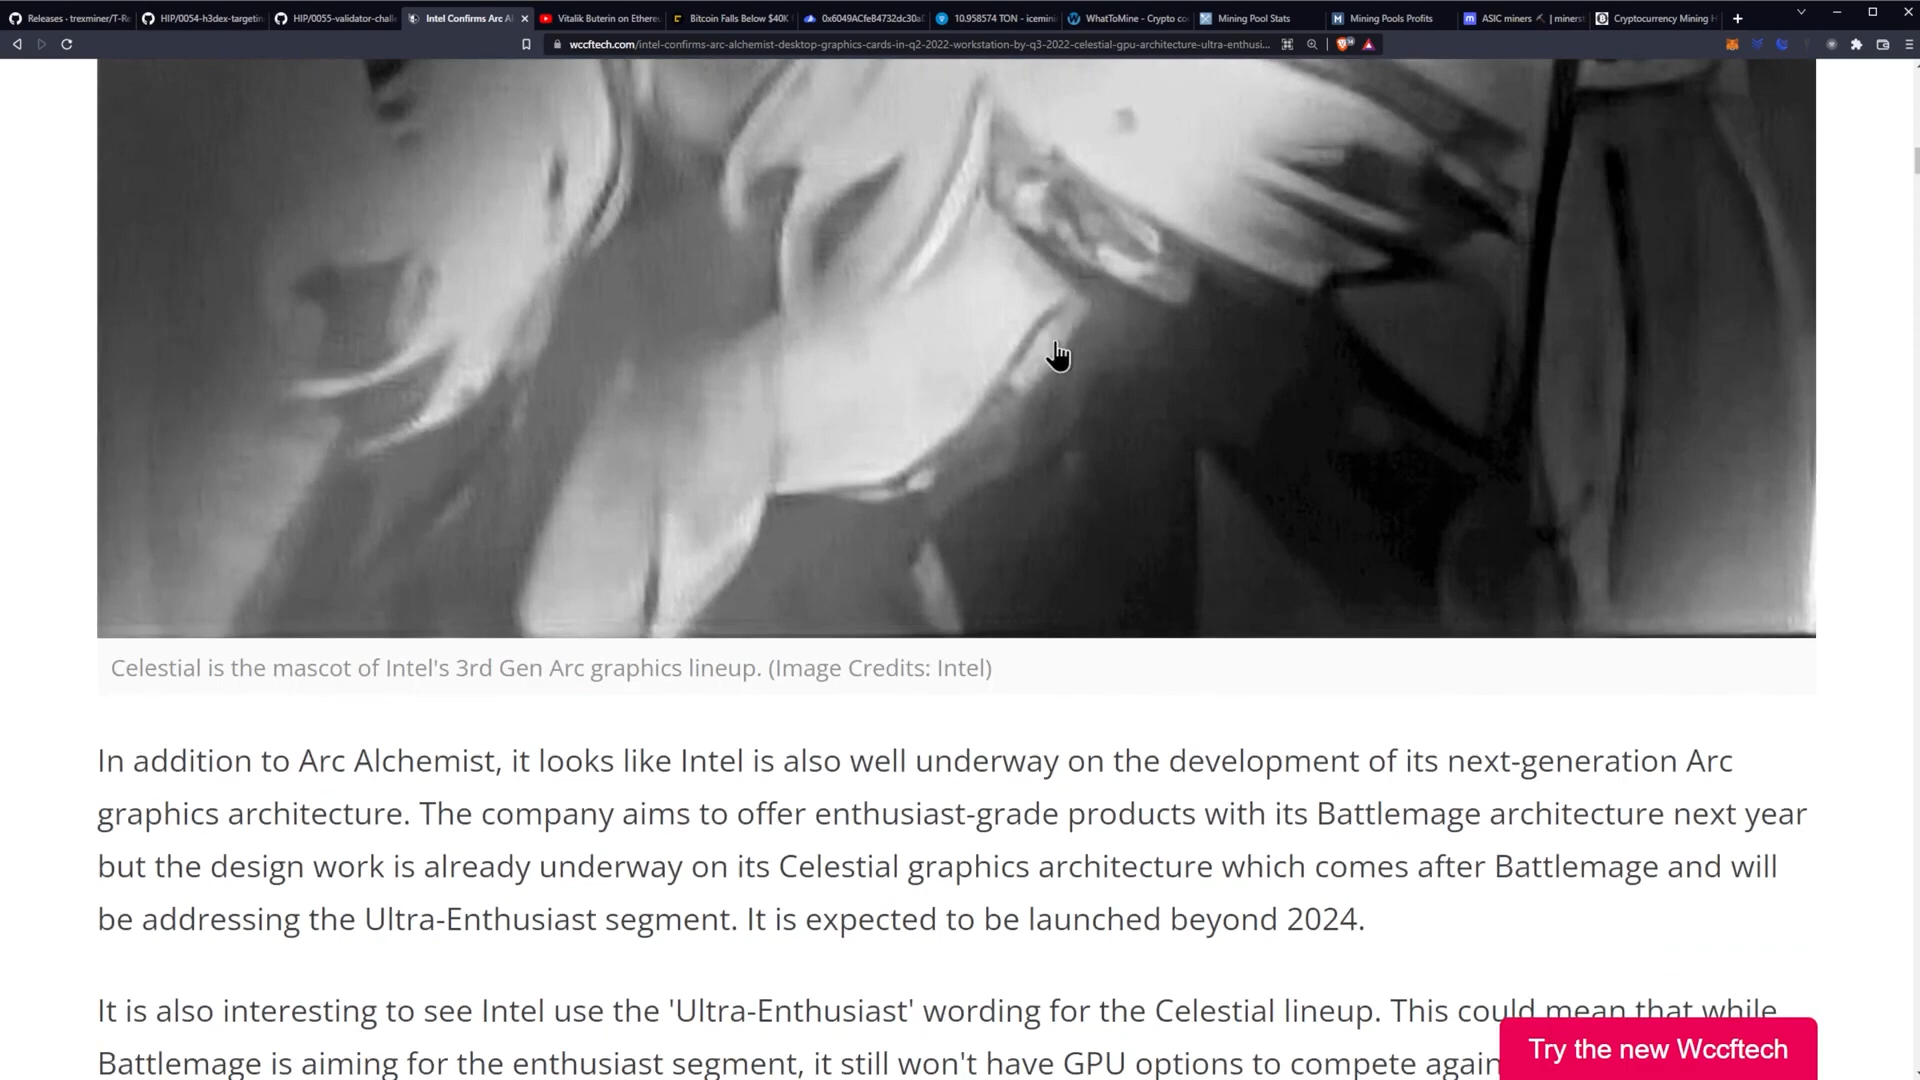 Releases · trexminer/T-Re
HIP/0054-h3dex-targetin
HIP/0055-validator-chall
Intel Confirms Arc Al
Vitalik Buterin on Ethere
Bitcoin Falls Below $40K
0x6049ACfeB4732dc30a
10.958574 TON - icemini
WhatToMine - Crypto co
Mining Pool Stats
Mining Pools Profits
ASIC miners ⛏ | miners
Cryptocurrency Mining H
wccftech.com/intel-confirms-arc-alchemist-desktop-graphics-cards-in-q2-2022-workstation-by-q3-2022-celestial-gpu-architecture-ultra-enthusi...
Celestial is the mascot of Intel's 3rd Gen Arc graphics lineup. (Image Credits: Intel)
In addition to Arc Alchemist, it looks like Intel is also well underway on the development of its next-generation Arc
graphics architecture. The company aims to offer enthusiast-grade products with its Battlemage architecture next year
but the design work is already underway on its Celestial graphics architecture which comes after Battlemage and will
be addressing the Ultra-Enthusiast segment. It is expected to be launched beyond 2024.
It is also interesting to see Intel use the 'Ultra-Enthusiast' wording for the Celestial lineup. This could mean that while
Battlemage is aiming for the enthusiast segment, it still won't have GPU options to compete again
Try the new Wccftech